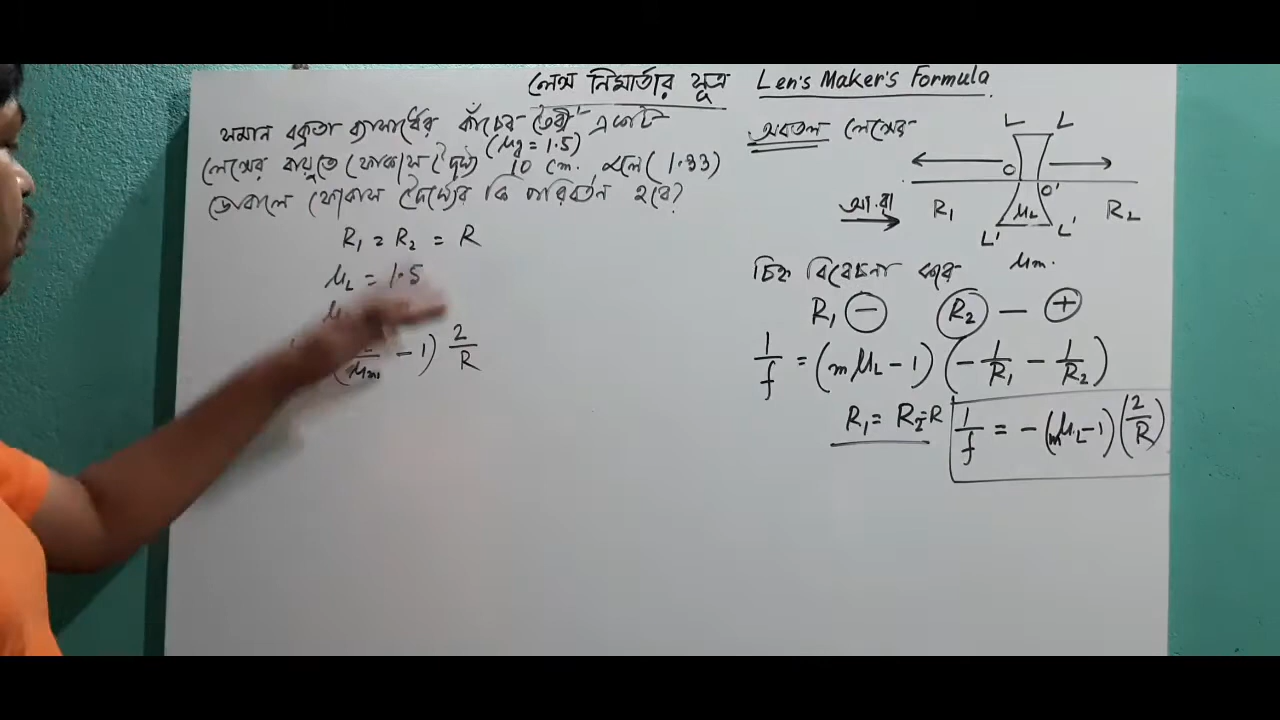 লেন্স নির্মাতার সূত্র Len's Maker's Formula
সমান বক্রতা ব্যাসার্ধের কাঁচের তৈরী একটি
(μg = 1.5)
লেন্সের বায়ুতে ফোকাস দৈর্ঘ্য 10 cm. জলে (1.33)
ডোবালে ফোকাস দৈর্ঘ্যের কি পরিবর্তন হবে?
R₁ = R₂ = R
μL = 1.5
μ
μm - 1) 2/R
অবতল লেন্সের
L L
O O'
আ.রা R₁ μL R₂
L' L'
μm.
চিহ্ন বিবেচনা করে
R₁ (-) R₂ — (+)
1/f = (mμL - 1) (- 1/R₁ - 1/R₂)
R₁ = R₂ = R 1/f = - (mμL - 1) (2/R)